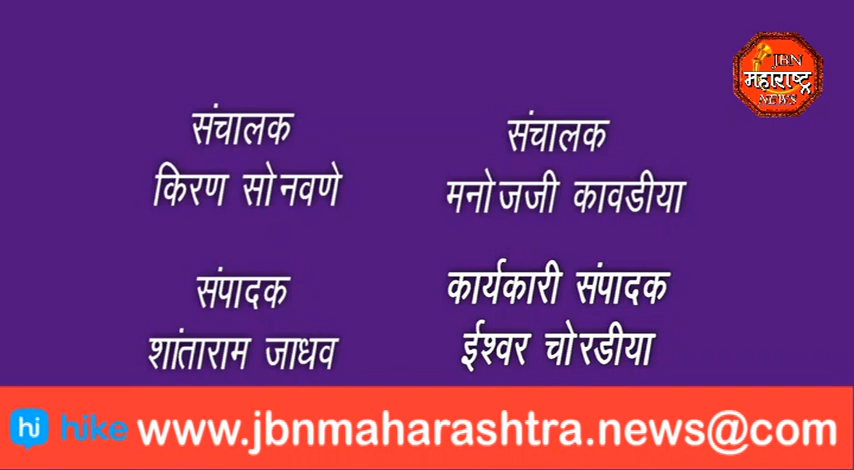 JBN
महाराष्ट्र
NEWS
संचालक
किरण सोनवणे
संचालक
मनोजजी कावडीया
संपादक
शांताराम जाधव
कार्यकारी संपादक
ईश्वर चोरडीया
hi hike www.jbnmaharashtra.news@com